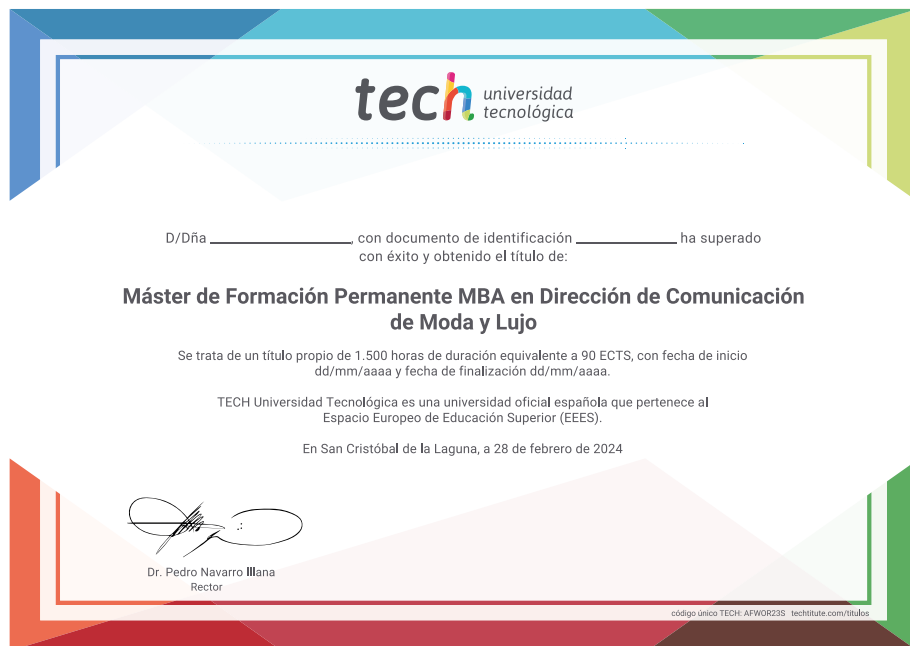 tech universidad
tecnológica
D/Dña ____________________, con documento de identificación ______________ ha superado
con éxito y obtenido el título de:
Máster de Formación Permanente MBA en Dirección de Comunicación
de Moda y Lujo
Se trata de un título propio de 1.500 horas de duración equivalente a 90 ECTS, con fecha de inicio
dd/mm/aaaa y fecha de finalización dd/mm/aaaa.
TECH Universidad Tecnológica es una universidad oficial española que pertenece al
Espacio Europeo de Educación Superior (EEES).
En San Cristóbal de la Laguna, a 28 de febrero de 2024
Dr. Pedro Navarro Illana
Rector
código único TECH: AFWOR23S techtitute.com/titulos